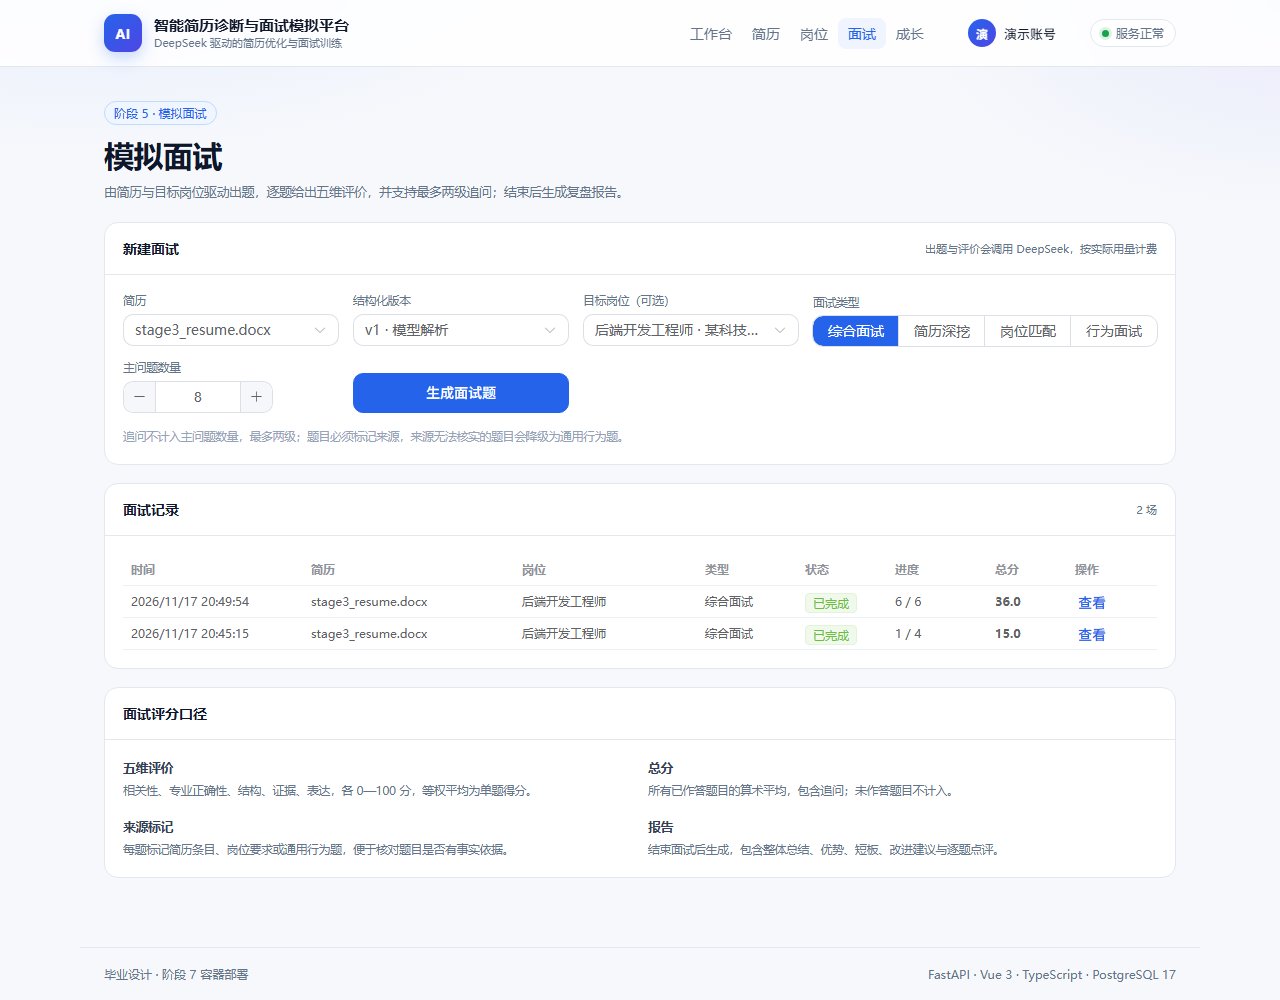 AI
智能简历诊断与面试模拟平台
DeepSeek 驱动的简历优化与面试训练
工作台 简历 岗位 面试 成长
演 演示账号
服务正常
阶段 5 · 模拟面试
模拟面试
由简历与目标岗位驱动出题，逐题给出五维评价，并支持最多两级追问；结束后生成复盘报告。
新建面试
出题与评价会调用 DeepSeek，按实际用量计费
简历 结构化版本 目标岗位（可选） 面试类型
stage3_resume.docx v1 · 模型解析 后端开发工程师 · 某科技... 综合面试 简历深挖 岗位匹配 行为面试
主问题数量
8 生成面试题
追问不计入主问题数量，最多两级；题目必须标记来源，来源无法核实的题目会降级为通用行为题。
面试记录
2 场
时间 简历 岗位 类型 状态 进度 总分 操作
2026/11/17 20:49:54 stage3_resume.docx 后端开发工程师 综合面试 已完成 6 / 6 36.0 查看
2026/11/17 20:45:15 stage3_resume.docx 后端开发工程师 综合面试 已完成 1 / 4 15.0 查看
面试评分口径
五维评价
相关性、专业正确性、结构、证据、表达，各 0—100 分，等权平均为单题得分。
总分
所有已作答题目的算术平均，包含追问；未作答题目不计入。
来源标记
每题标记简历条目、岗位要求或通用行为题，便于核对题目是否有事实依据。
报告
结束面试后生成，包含整体总结、优势、短板、改进建议与逐题点评。
毕业设计 · 阶段 7 容器部署
FastAPI · Vue 3 · TypeScript · PostgreSQL 17